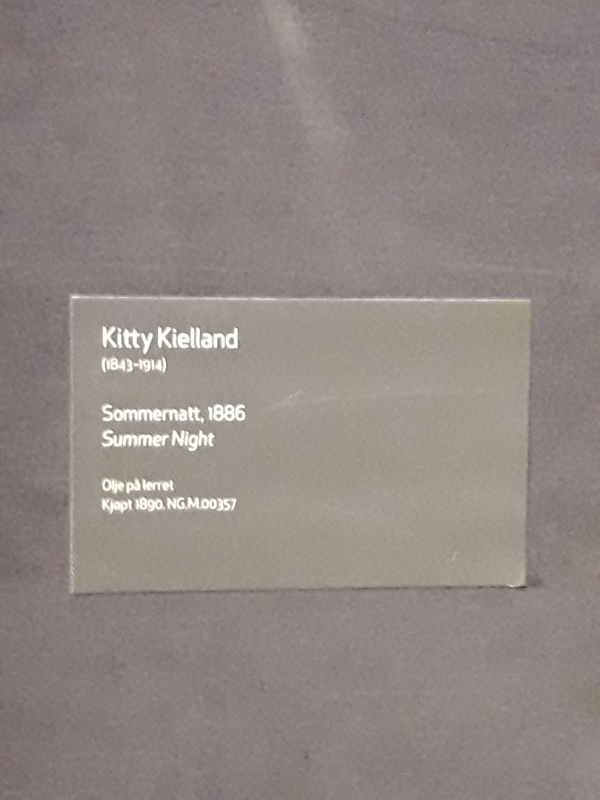 Kitty Kielland
(1843-1914)
Sommernatt, 1886
Summer Night
Olje på lerret
Kjøpt 1890. NG.M.00357